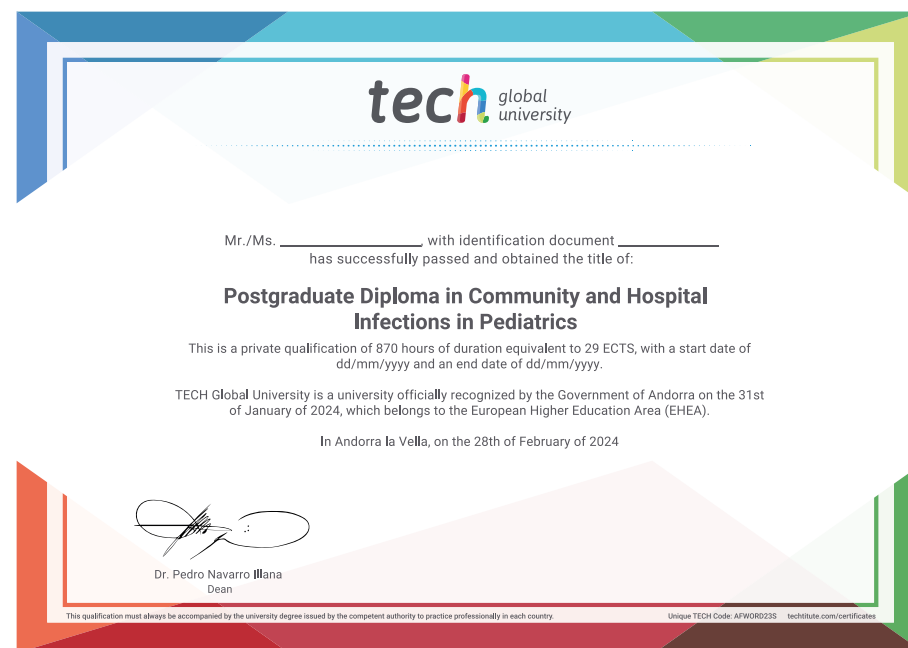 tech global university
Mr./Ms. ____________, with identification document ____________
has successfully passed and obtained the title of:
Postgraduate Diploma in Community and Hospital
Infections in Pediatrics
This is a private qualification of 870 hours of duration equivalent to 29 ECTS, with a start date of
dd/mm/yyyy and an end date of dd/mm/yyyy.
TECH Global University is a university officially recognized by the Government of Andorra on the 31st
of January of 2024, which belongs to the European Higher Education Area (EHEA).
In Andorra la Vella, on the 28th of February of 2024
Dr. Pedro Navarro Illana
Dean
This qualification must always be accompanied by the university degree issued by the competent authority to practice professionally in each country.
Unique TECH Code: AFWORD23S techtitute.com/certificates